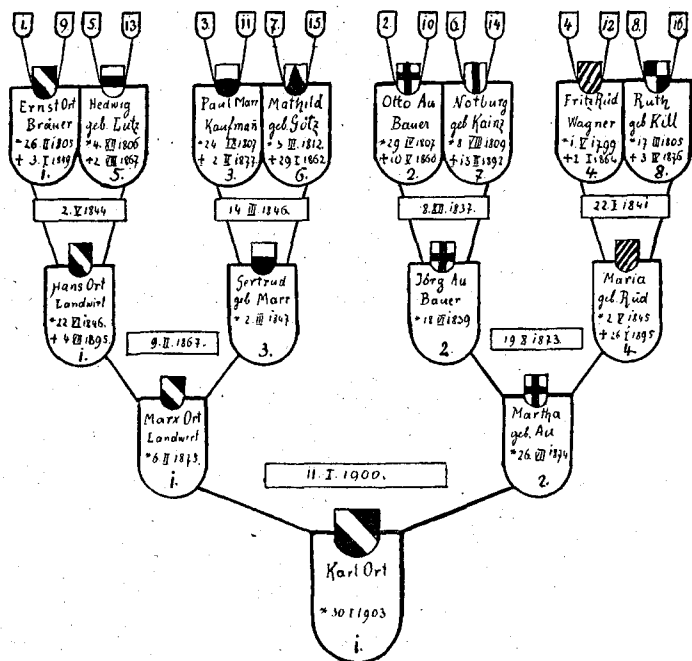 1. 9. 5. 13. 3. 11 7. 15. 2. 10 6. 14. 4. 12 8. 16.
Ernst Ort
Bräuer
*26. II 1805
+ 3. I 1849
1.
Hedwig
geb. Lutz
*4. VII 1806
+2 VIII 1867
5.
Paul Marr
Kaufmañ
*24 IX 1807
+ 2 II 1877.
3.
Mathild
geb. Götz
*3 III. 1812.
+29 I 1862
6.
Otto Au
Bauer
*29 IV 1807
+10 V 1860
2.
Notburg
geb Kainz
*8 VIII 1809
+13 II 1892
7
Fritz Rüd
Wagner
*1. V 1799
+2 I 1864
4.
Ruth
geb Kill
*17 III 1805
+3 IV 1876
8.
2. V 1844
14 III 1846.
8. XII. 1837.
22 I 1841
Hans Ort
Landwirt
*22 VI 1846.
+ 4 VII 1895.
1.
Gertrud
geb Marr
*2. III 1847.
3.
Jörg Au
Bauer
*18 VII 1839
2.
Maria
geb. Rüd
*2 V 1845
+26 I 1895
4.
9. II. 1867.
19 8 1873.
Marx Ort
Landwirt
*6 II 1873.
1.
Martha
geb. Au
*26. VII 1874
2.
11. I. 1900.
Karl Ort
*30 I 1903
1.